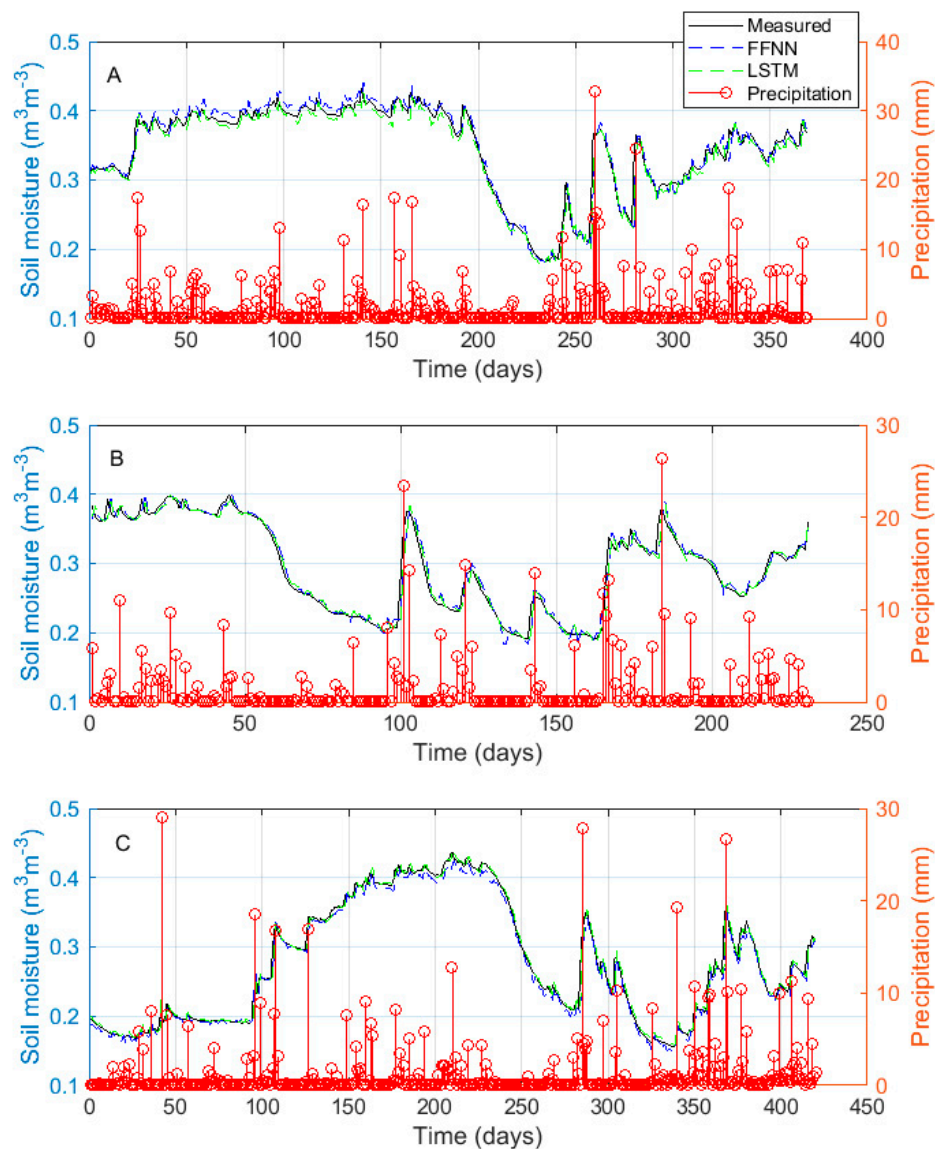 Measured
FFNN
LSTM
Precipitation
A
Soil moisture (m³m⁻³)
0.5
0.4
0.3
0.2
0.1
Precipitation (mm)
40
30
20
10
0
0 50 100 150 200 250 300 350 400
Time (days)
B
Soil moisture (m³m⁻³)
0.5
0.4
0.3
0.2
0.1
Precipitation (mm)
30
20
10
0
0 50 100 150 200 250
Time (days)
C
Soil moisture (m³m⁻³)
0.5
0.4
0.3
0.2
0.1
Precipitation (mm)
30
20
10
0
0 50 100 150 200 250 300 350 400 450
Time (days)